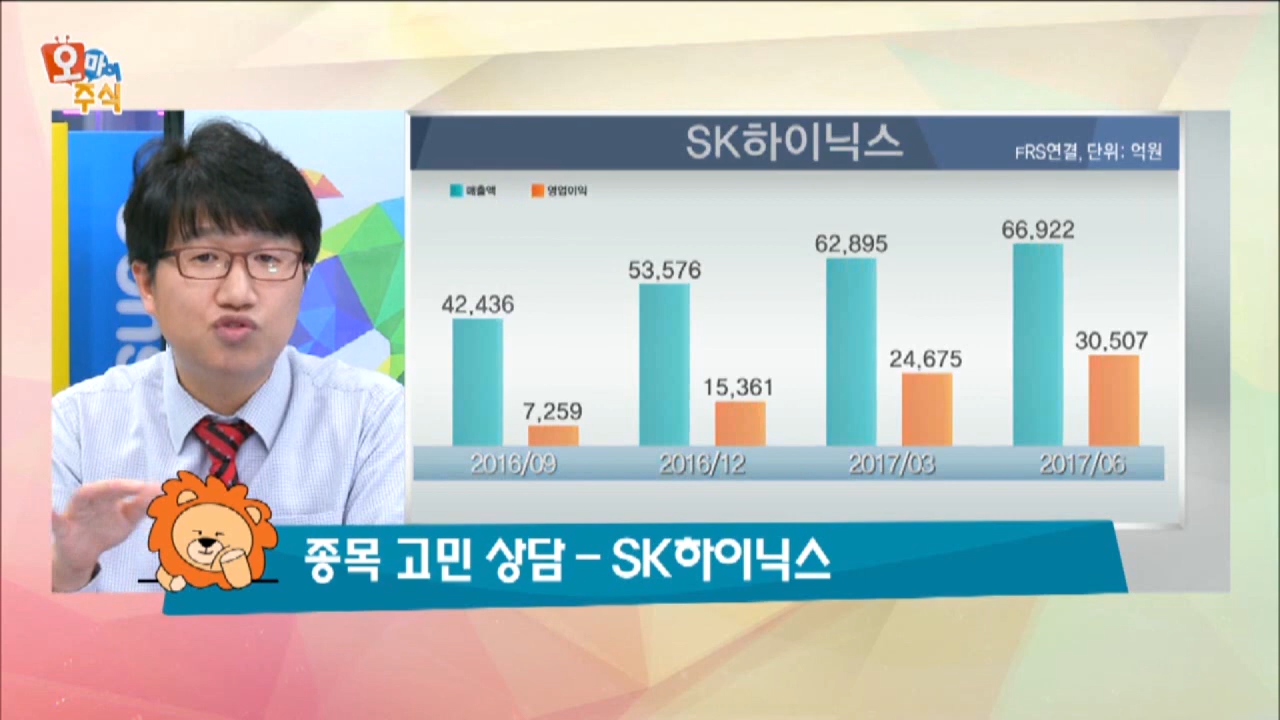 오마이
주식
SK하이닉스
FRS연결, 단위: 억원
매출액
영업이익
42,436
7,259
53,576
15,361
62,895
24,675
66,922
30,507
2016/09
2016/12
2017/03
2017/06
종목 고민 상담 – SK하이닉스